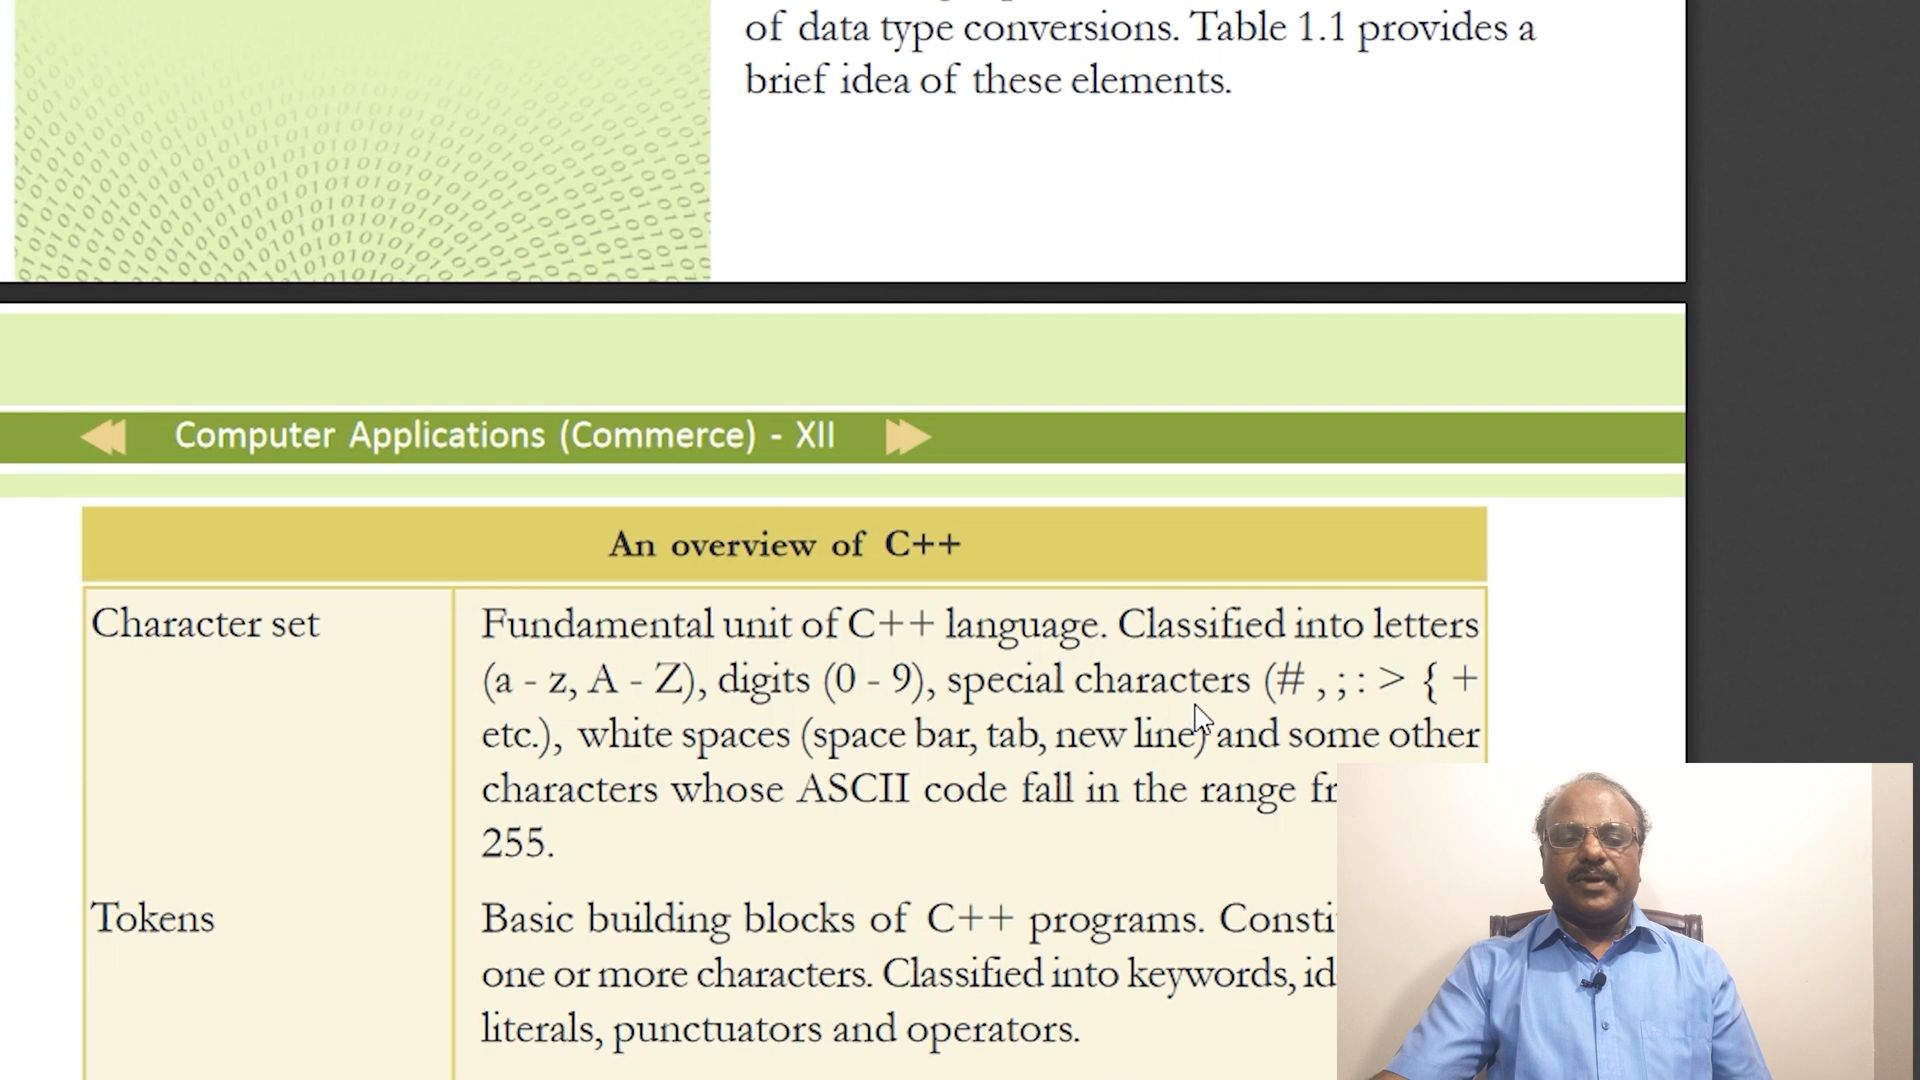 of data type conversions. Table 1.1 provides a
brief idea of these elements.
Computer Applications (Commerce) - XII
An overview of C++
Character set
Fundamental unit of C++ language. Classified into letters
(a - z, A - Z), digits (0 - 9), special characters (# , ; : > { +
etc.), white spaces (space bar, tab, new line) and some other
characters whose ASCII code fall in the range
255.
Tokens
Basic building blocks of C++ programs.
one or more characters. Classified into keywords,
literals, punctuators and operators.